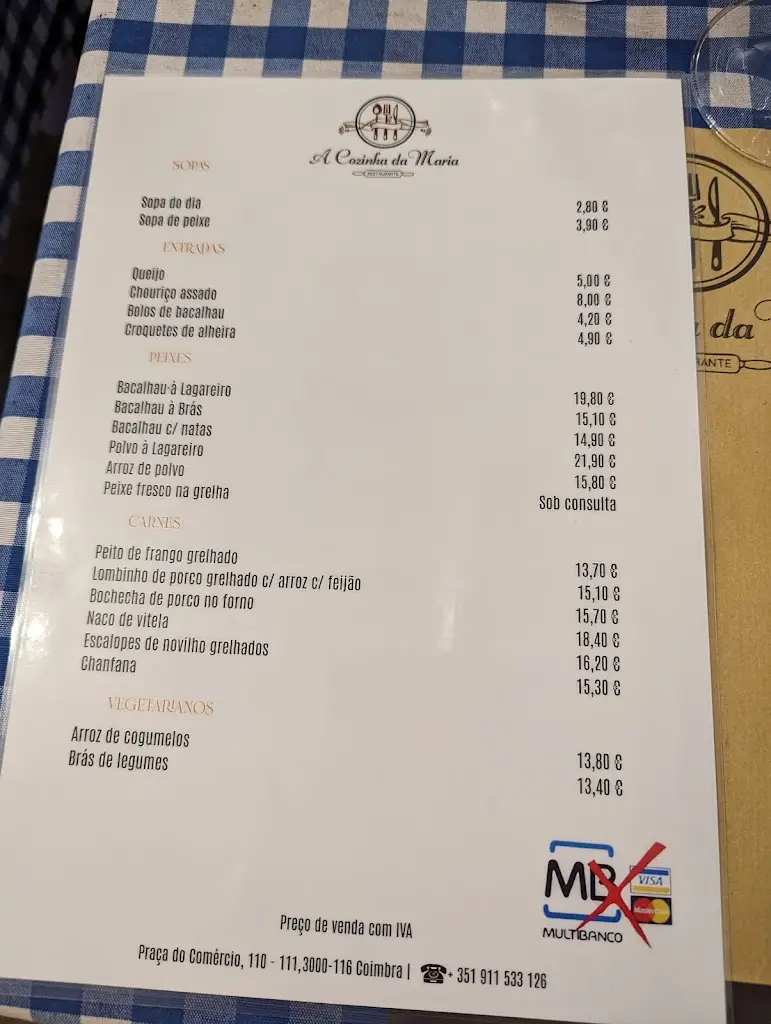 A Cozinha da Maria
RESTAURANTE
SOPAS
Sopa do dia 2,80 €
Sopa de peixe 3,90 €
ENTRADAS
Queijo 5,00 €
Chouriço assado 8,00 €
Bolos de bacalhau 4,20 €
Croquetes de alheira 4,90 €
PEIXES
Bacalhau à Lagareiro 19,80 €
Bacalhau à Brás 15,10 €
Bacalhau c/ natas 14,90 €
Polvo à Lagareiro 21,90 €
Arroz de polvo 15,80 €
Peixe fresco na grelha Sob consulta
CARNES
Peito de frango grelhado 13,70 €
Lombinho de porco grelhado c/ arroz c/ feijão 15,10 €
Bochecha de porco no forno 15,70 €
Naco de vitela 18,40 €
Escalopes de novilho grelhados 16,20 €
Chanfana 15,30 €
VEGETARIANOS
Arroz de cogumelos 13,80 €
Brás de legumes 13,40 €
MB
VISA
MasterCard
MULTIBANCO
Preço de venda com IVA
Praça do Comércio, 110 - 111,3000-116 Coimbra | + 351 911 533 126
da